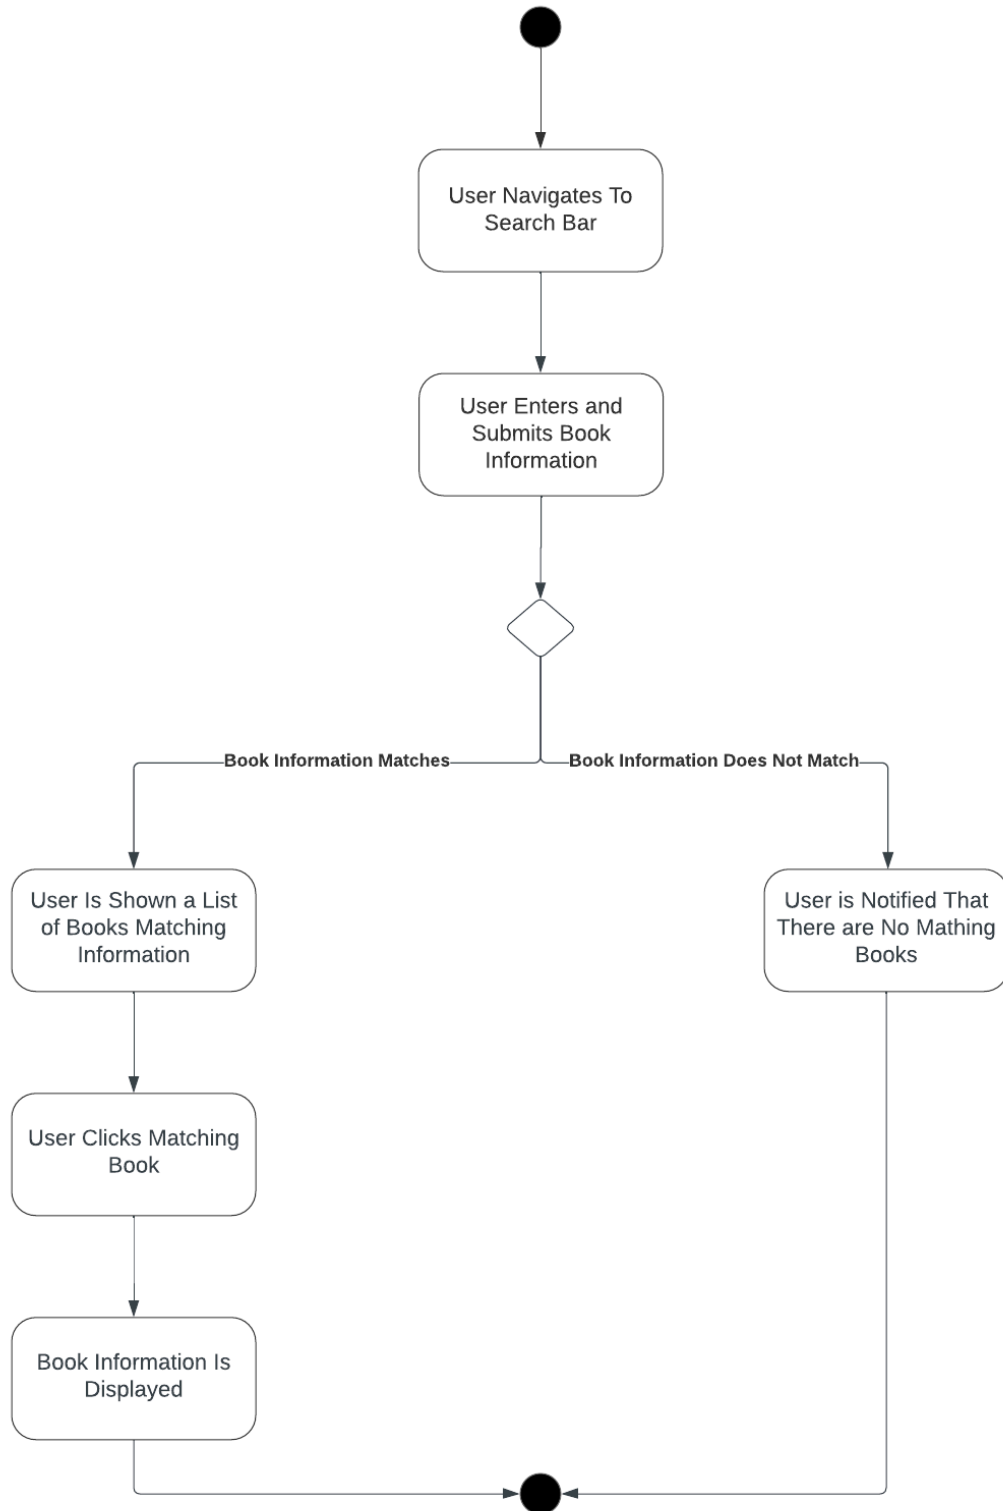 User Navigates To
Search Bar
User Enters and
Submits Book
Information
Book Information Matches
Book Information Does Not Match
User Is Shown a List
of Books Matching
Information
User is Notified That
There are No Mathing
Books
User Clicks Matching
Book
Book Information Is
Displayed